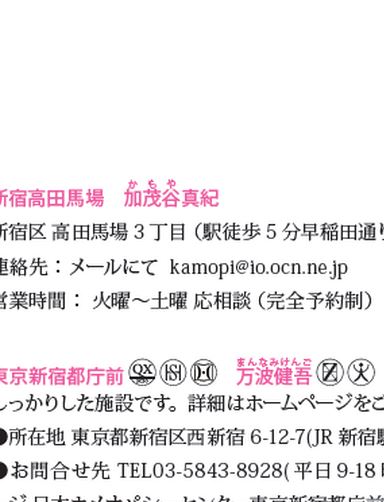 か も や
新宿高田馬場 加茂谷真紀
新宿区 高田馬場 3 丁目（駅徒歩 5 分早稲田通り
連絡先：メールにて kamopi@io.ocn.ne.jp
営業時間： 火曜～土曜 応相談（完全予約制）
まんなみけんご
東京新宿都庁前 QX HSH 万波健吾
しっかりした施設です。詳細はホームページをご
●所在地 東京都新宿区西新宿 6-12-7(JR 新宿駅
●お問合せ先 TEL03-5843-8928( 平日 9-18